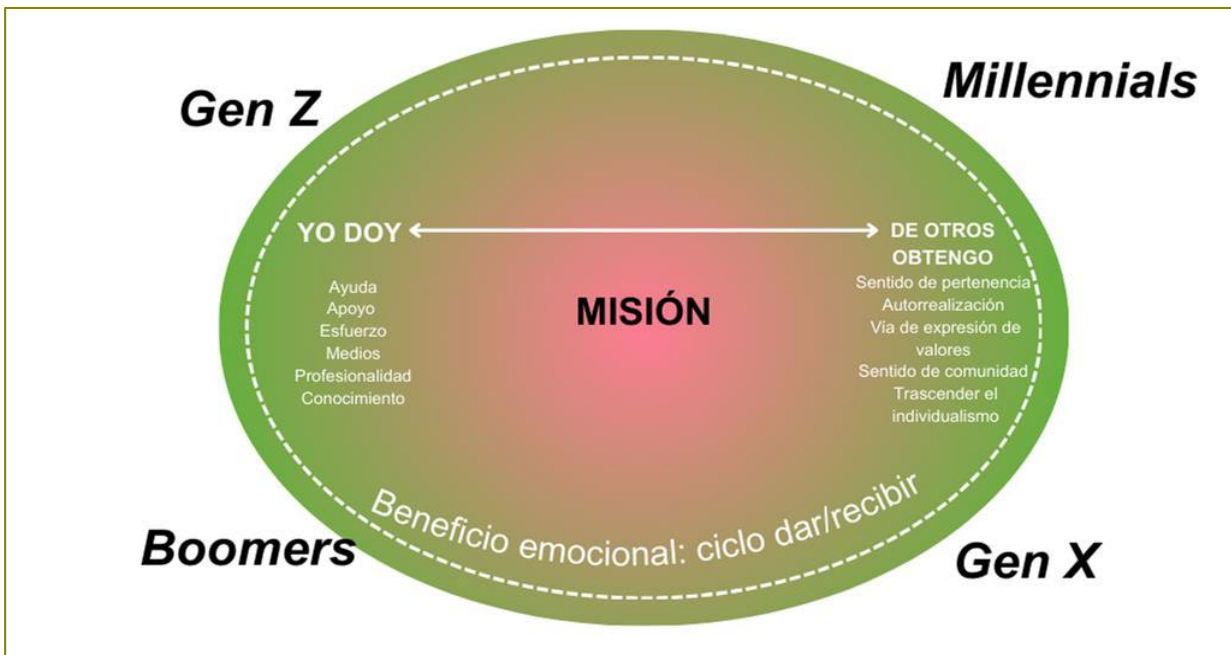 Gen Z
Millennials
YO DOY
DE OTROS
OBTENGO
Ayuda
Apoyo
Esfuerzo
Medios
Profesionalidad
Conocimiento
MISIÓN
Sentido de pertenencia
Autorrealización
Via de expresión de
valores
Sentido de comunidad
Trascender el
individualismo
Beneficio emocional: ciclo dar/recibir
Boomers
Gen X